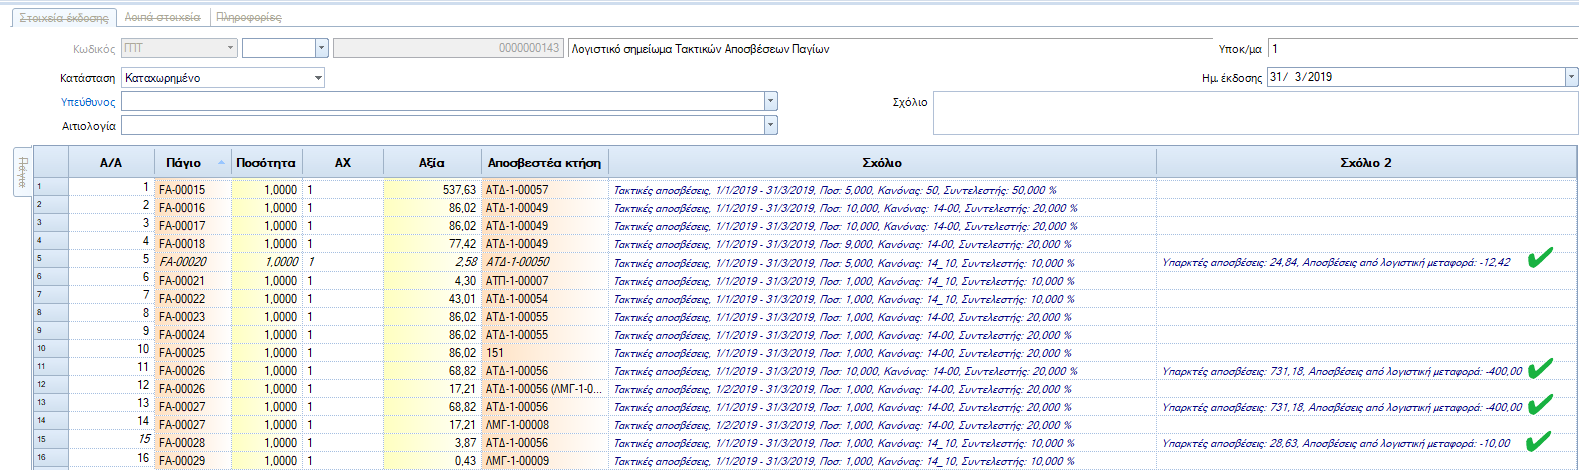 Στοιχεία έκδοσης Λοιπά στοιχεία Πληροφορίες
Κωδικός ΓΠΤ 0000000143 Λογιστικό σημείωμα Τακτικών Αποσβέσεων Παγίων Υποκ/μα 1
Κατάσταση Καταχωρημένο Ημ. έκδοσης 31/ 3/2019
Υπεύθυνος Σχόλιο
Αιτιολογία
Πάγια
Α/Α Πάγιο Ποσότητα ΑΧ Αξία Αποσβεστέα κτήση Σχόλιο Σχόλιο 2
1 1 FA-00015 1,0000 1 537,63 ΑΤΔ-1-00057 Τακτικές αποσβέσεις, 1/1/2019 - 31/3/2019, Ποσ: 5,000, Κανόνας: 50, Συντελεστής: 50,000 %
2 2 FA-00016 1,0000 1 86,02 ΑΤΔ-1-00049 Τακτικές αποσβέσεις, 1/1/2019 - 31/3/2019, Ποσ: 10,000, Κανόνας: 14-00, Συντελεστής: 20,000 %
3 3 FA-00017 1,0000 1 86,02 ΑΤΔ-1-00049 Τακτικές αποσβέσεις, 1/1/2019 - 31/3/2019, Ποσ: 10,000, Κανόνας: 14-00, Συντελεστής: 20,000 %
4 4 FA-00018 1,0000 1 77,42 ΑΤΔ-1-00049 Τακτικές αποσβέσεις, 1/1/2019 - 31/3/2019, Ποσ: 9,000, Κανόνας: 14-00, Συντελεστής: 20,000 %
5 5 FA-00020 1,0000 1 2,58 ΑΤΔ-1-00050 Τακτικές αποσβέσεις, 1/1/2019 - 31/3/2019, Ποσ: 5,000, Κανόνας: 14_10, Συντελεστής: 10,000 % Υπαρκτές αποσβέσεις: 24,84, Αποσβέσεις από λογιστική μεταφορά: -12,42
6 6 FA-00021 1,0000 1 4,30 ΑΤΠ-1-00007 Τακτικές αποσβέσεις, 1/1/2019 - 31/3/2019, Ποσ: 1,000, Κανόνας: 14_10, Συντελεστής: 10,000 %
7 7 FA-00022 1,0000 1 43,01 ΑΤΔ-1-00054 Τακτικές αποσβέσεις, 1/1/2019 - 31/3/2019, Ποσ: 1,000, Κανόνας: 14_10, Συντελεστής: 10,000 %
8 8 FA-00023 1,0000 1 86,02 ΑΤΔ-1-00055 Τακτικές αποσβέσεις, 1/1/2019 - 31/3/2019, Ποσ: 1,000, Κανόνας: 14-00, Συντελεστής: 20,000 %
9 9 FA-00024 1,0000 1 86,02 ΑΤΔ-1-00055 Τακτικές αποσβέσεις, 1/1/2019 - 31/3/2019, Ποσ: 1,000, Κανόνας: 14-00, Συντελεστής: 20,000 %
10 10 FA-00025 1,0000 1 86,02 151 Τακτικές αποσβέσεις, 1/1/2019 - 31/3/2019, Ποσ: 1,000, Κανόνας: 14-00, Συντελεστής: 20,000 %
11 11 FA-00026 1,0000 1 68,82 ΑΤΔ-1-00056 Τακτικές αποσβέσεις, 1/1/2019 - 31/3/2019, Ποσ: 10,000, Κανόνας: 14-00, Συντελεστής: 20,000 % Υπαρκτές αποσβέσεις: 731,18, Αποσβέσεις από λογιστική μεταφορά: -400,00
12 12 FA-00026 1,0000 1 17,21 ΑΤΔ-1-00056 (ΛΜΓ-1-0... Τακτικές αποσβέσεις, 1/2/2019 - 31/3/2019, Ποσ: 1,000, Κανόνας: 14-00, Συντελεστής: 20,000 %
13 13 FA-00027 1,0000 1 68,82 ΑΤΔ-1-00056 Τακτικές αποσβέσεις, 1/1/2019 - 31/3/2019, Ποσ: 1,000, Κανόνας: 14-00, Συντελεστής: 20,000 % Υπαρκτές αποσβέσεις: 731,18, Αποσβέσεις από λογιστική μεταφορά: -400,00
14 14 FA-00027 1,0000 1 17,21 ΛΜΓ-1-00008 Τακτικές αποσβέσεις, 1/2/2019 - 31/3/2019, Ποσ: 1,000, Κανόνας: 14-00, Συντελεστής: 20,000 %
15 15 FA-00028 1,0000 1 3,87 ΑΤΔ-1-00056 Τακτικές αποσβέσεις, 1/1/2019 - 31/3/2019, Ποσ: 1,000, Κανόνας: 14_10, Συντελεστής: 10,000 % Υπαρκτές αποσβέσεις: 28,63, Αποσβέσεις από λογιστική μεταφορά: -10,00
16 16 FA-00029 1,0000 1 0,43 ΛΜΓ-1-00009 Τακτικές αποσβέσεις, 1/1/2019 - 31/3/2019, Ποσ: 1,000, Κανόνας: 14_10, Συντελεστής: 10,000 %